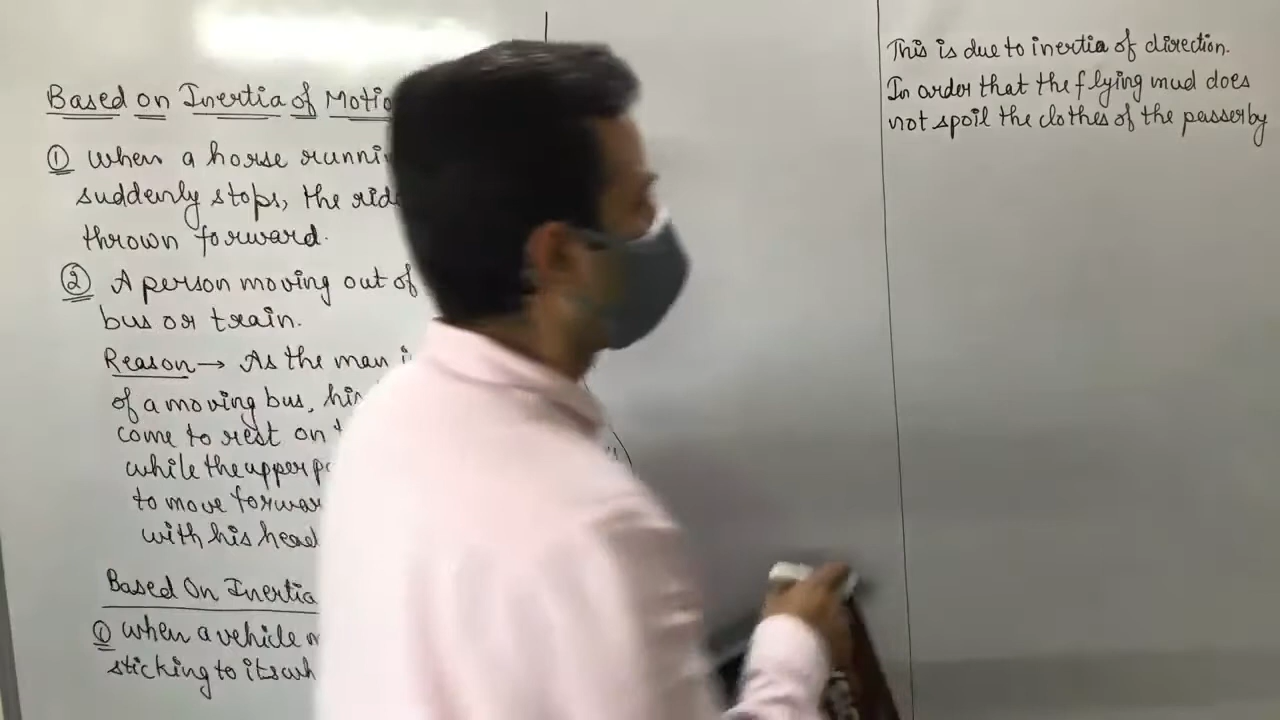 Based on Inertia of Motio
① when a horse runni
suddenly stops, the rid
thrown forward.
② A person moving out of
bus or train.
Reason → As the man i
of a moving bus, his
come to rest on
while the upper p
to move forwar
with his head
Based On Inertia
① when a vehicle
sticking to its wh
This is due to inertia of direction.
In order that the flying mud does
not spoil the clothes of the passerby